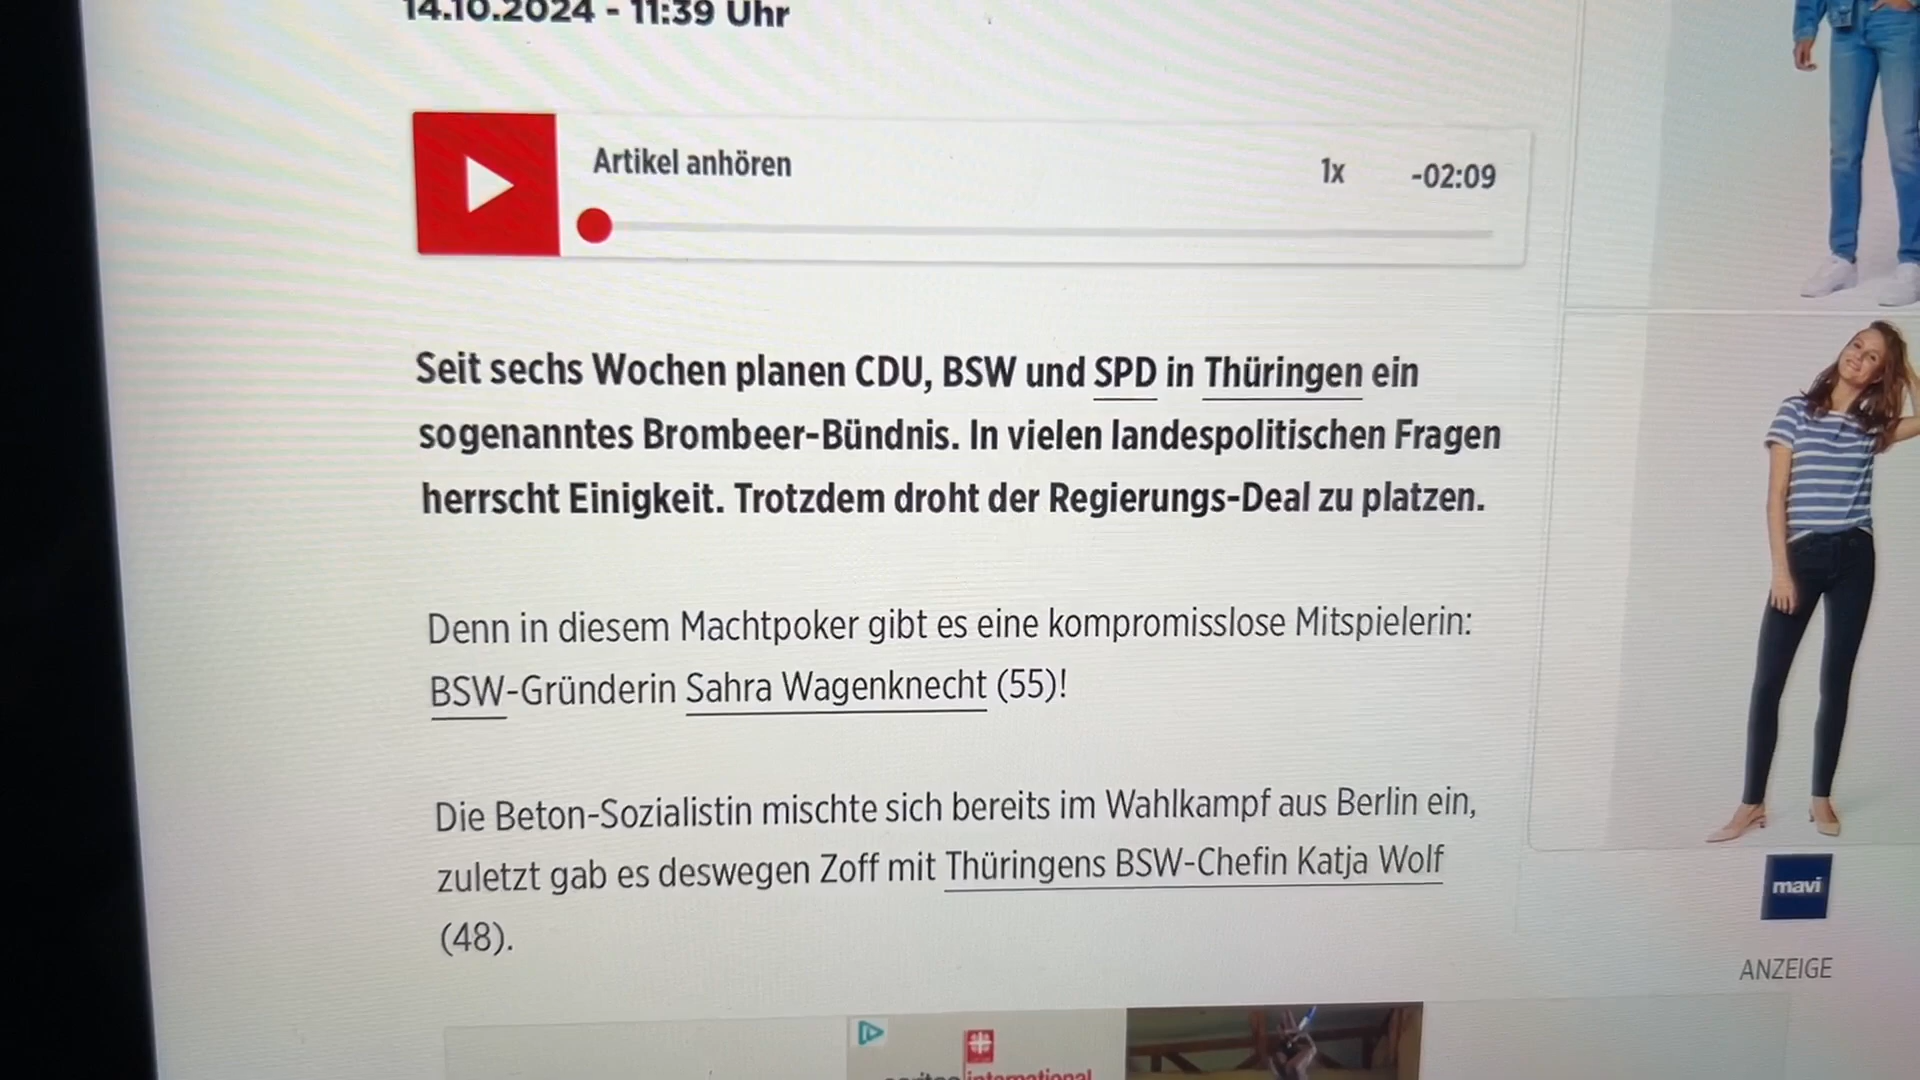 14.10.2024 - 11:39 Uhr
Artikel anhören
1x
-02:09
Seit sechs Wochen planen CDU, BSW und SPD in Thüringen ein
sogenanntes Brombeer-Bündnis. In vielen landespolitischen Fragen
herrscht Einigkeit. Trotzdem droht der Regierungs-Deal zu platzen.
Denn in diesem Machtpoker gibt es eine kompromisslose Mitspielerin:
BSW-Gründerin Sahra Wagenknecht (55)!
Die Beton-Sozialistin mischte sich bereits im Wahlkampf aus Berlin ein,
zuletzt gab es deswegen Zoff mit Thüringens BSW-Chefin Katja Wolf
(48).
mavi
ANZEIGE
international